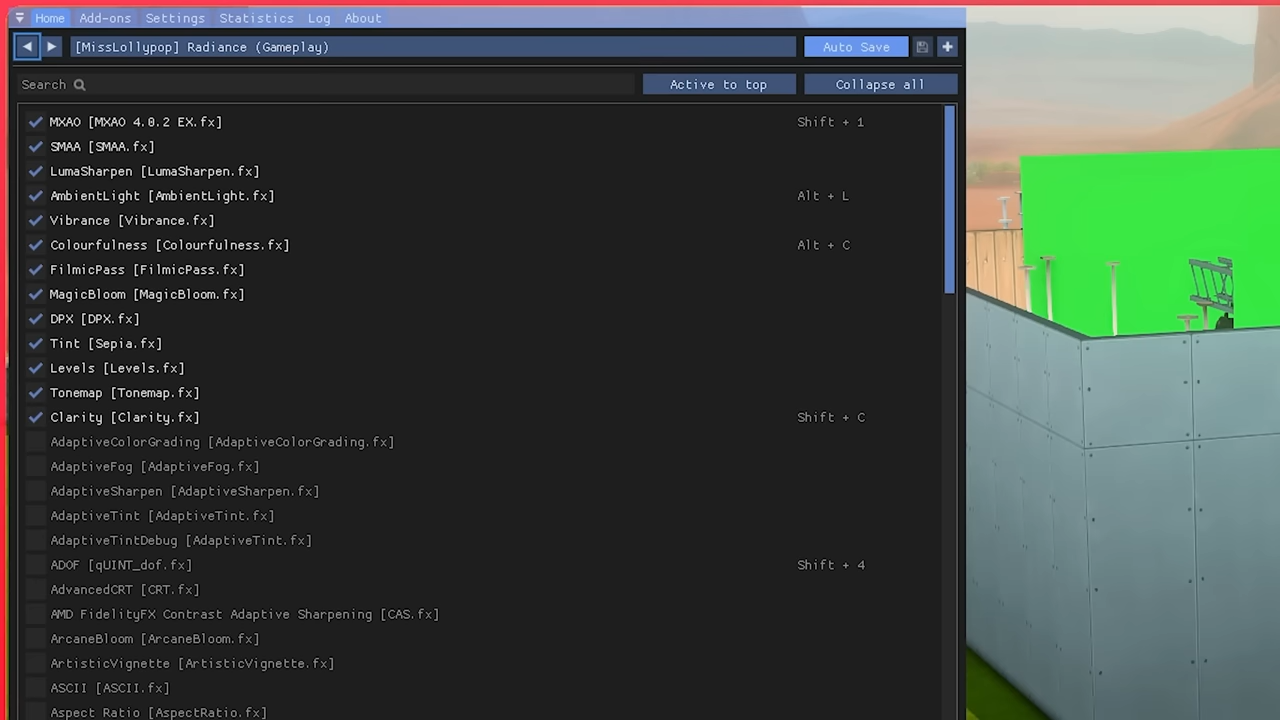 Home Add-ons Settings Statistics Log About
[MissLollypop] Radiance (Gameplay) Auto Save
Search Active to top Collapse all
MXAO [MXAO 4.0.2 EX.fx] Shift + 1
SMAA [SMAA.fx]
LumaSharpen [LumaSharpen.fx]
AmbientLight [AmbientLight.fx] Alt + L
Vibrance [Vibrance.fx]
Colourfulness [Colourfulness.fx] Alt + C
FilmicPass [FilmicPass.fx]
MagicBloom [MagicBloom.fx]
DPX [DPX.fx]
Tint [Sepia.fx]
Levels [Levels.fx]
Tonemap [Tonemap.fx]
Clarity [Clarity.fx] Shift + C
AdaptiveColorGrading [AdaptiveColorGrading.fx]
AdaptiveFog [AdaptiveFog.fx]
AdaptiveSharpen [AdaptiveSharpen.fx]
AdaptiveTint [AdaptiveTint.fx]
AdaptiveTintDebug [AdaptiveTint.fx]
ADOF [qUINT_dof.fx] Shift + 4
AdvancedCRT [CRT.fx]
AMD FidelityFX Contrast Adaptive Sharpening [CAS.fx]
ArcaneBloom [ArcaneBloom.fx]
ArtisticVignette [ArtisticVignette.fx]
ASCII [ASCII.fx]
Aspect Ratio [AspectRatio.fx]